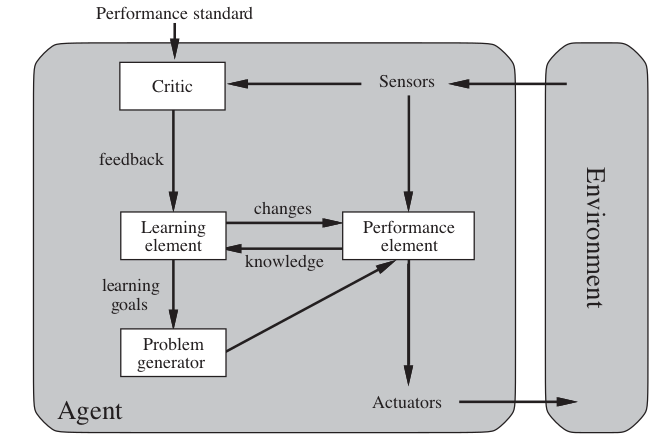 Performance standard
Critic
Sensors
feedback
changes
Learning
element
Performance
element
knowledge
learning
goals
Problem
generator
Agent
Actuators
Environment